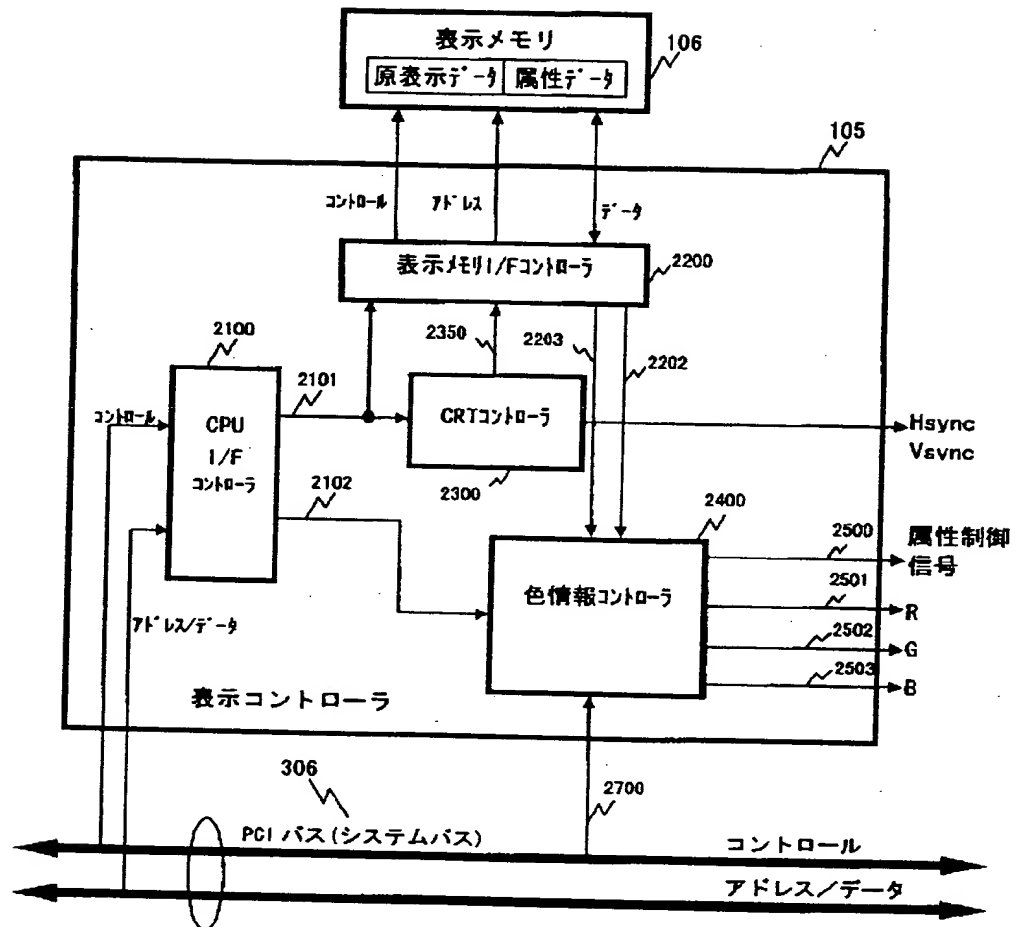 表示メモリ
原表示データ 属性データ
106
105
コントロール
アドレス
データ
表示メモリI/Fコントローラ
2200
2100
2101
2350
2203
2202
コントロール
CPU
I/F
コントローラ
CRTコントローラ
Hsync
Vsync
2300
2102
2400
2500
属性制御
信号
色情報コントローラ
2501
R
2502
G
2503
B
アドレス/データ
表示コントローラ
306
2700
PCIバス(システムバス)
コントロール
アドレス/データ